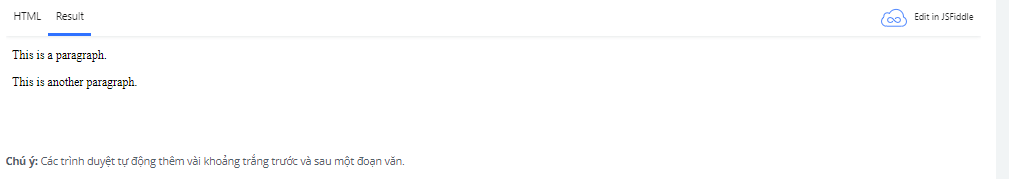 HTML Result Edit in JSFiddle
This is a paragraph.
This is another paragraph.
Chú ý: Các trình duyệt tự động thêm vài khoảng trắng trước và sau một đoạn văn.